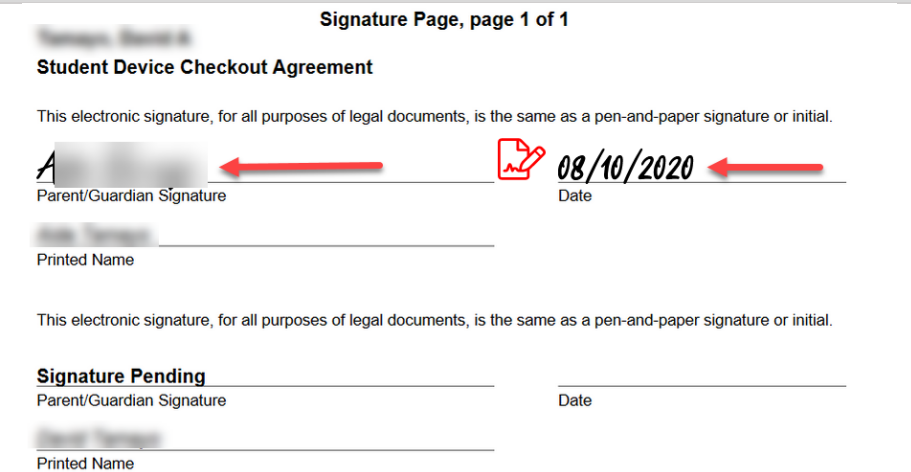 Signature Page, page 1 of 1
Student Device Checkout Agreement
This electronic signature, for all purposes of legal documents, is the same as a pen-and-paper signature or initial.
08/10/2020
Parent/Guardian Signature Date
Printed Name
This electronic signature, for all purposes of legal documents, is the same as a pen-and-paper signature or initial.
Signature Pending
Parent/Guardian Signature Date
Printed Name